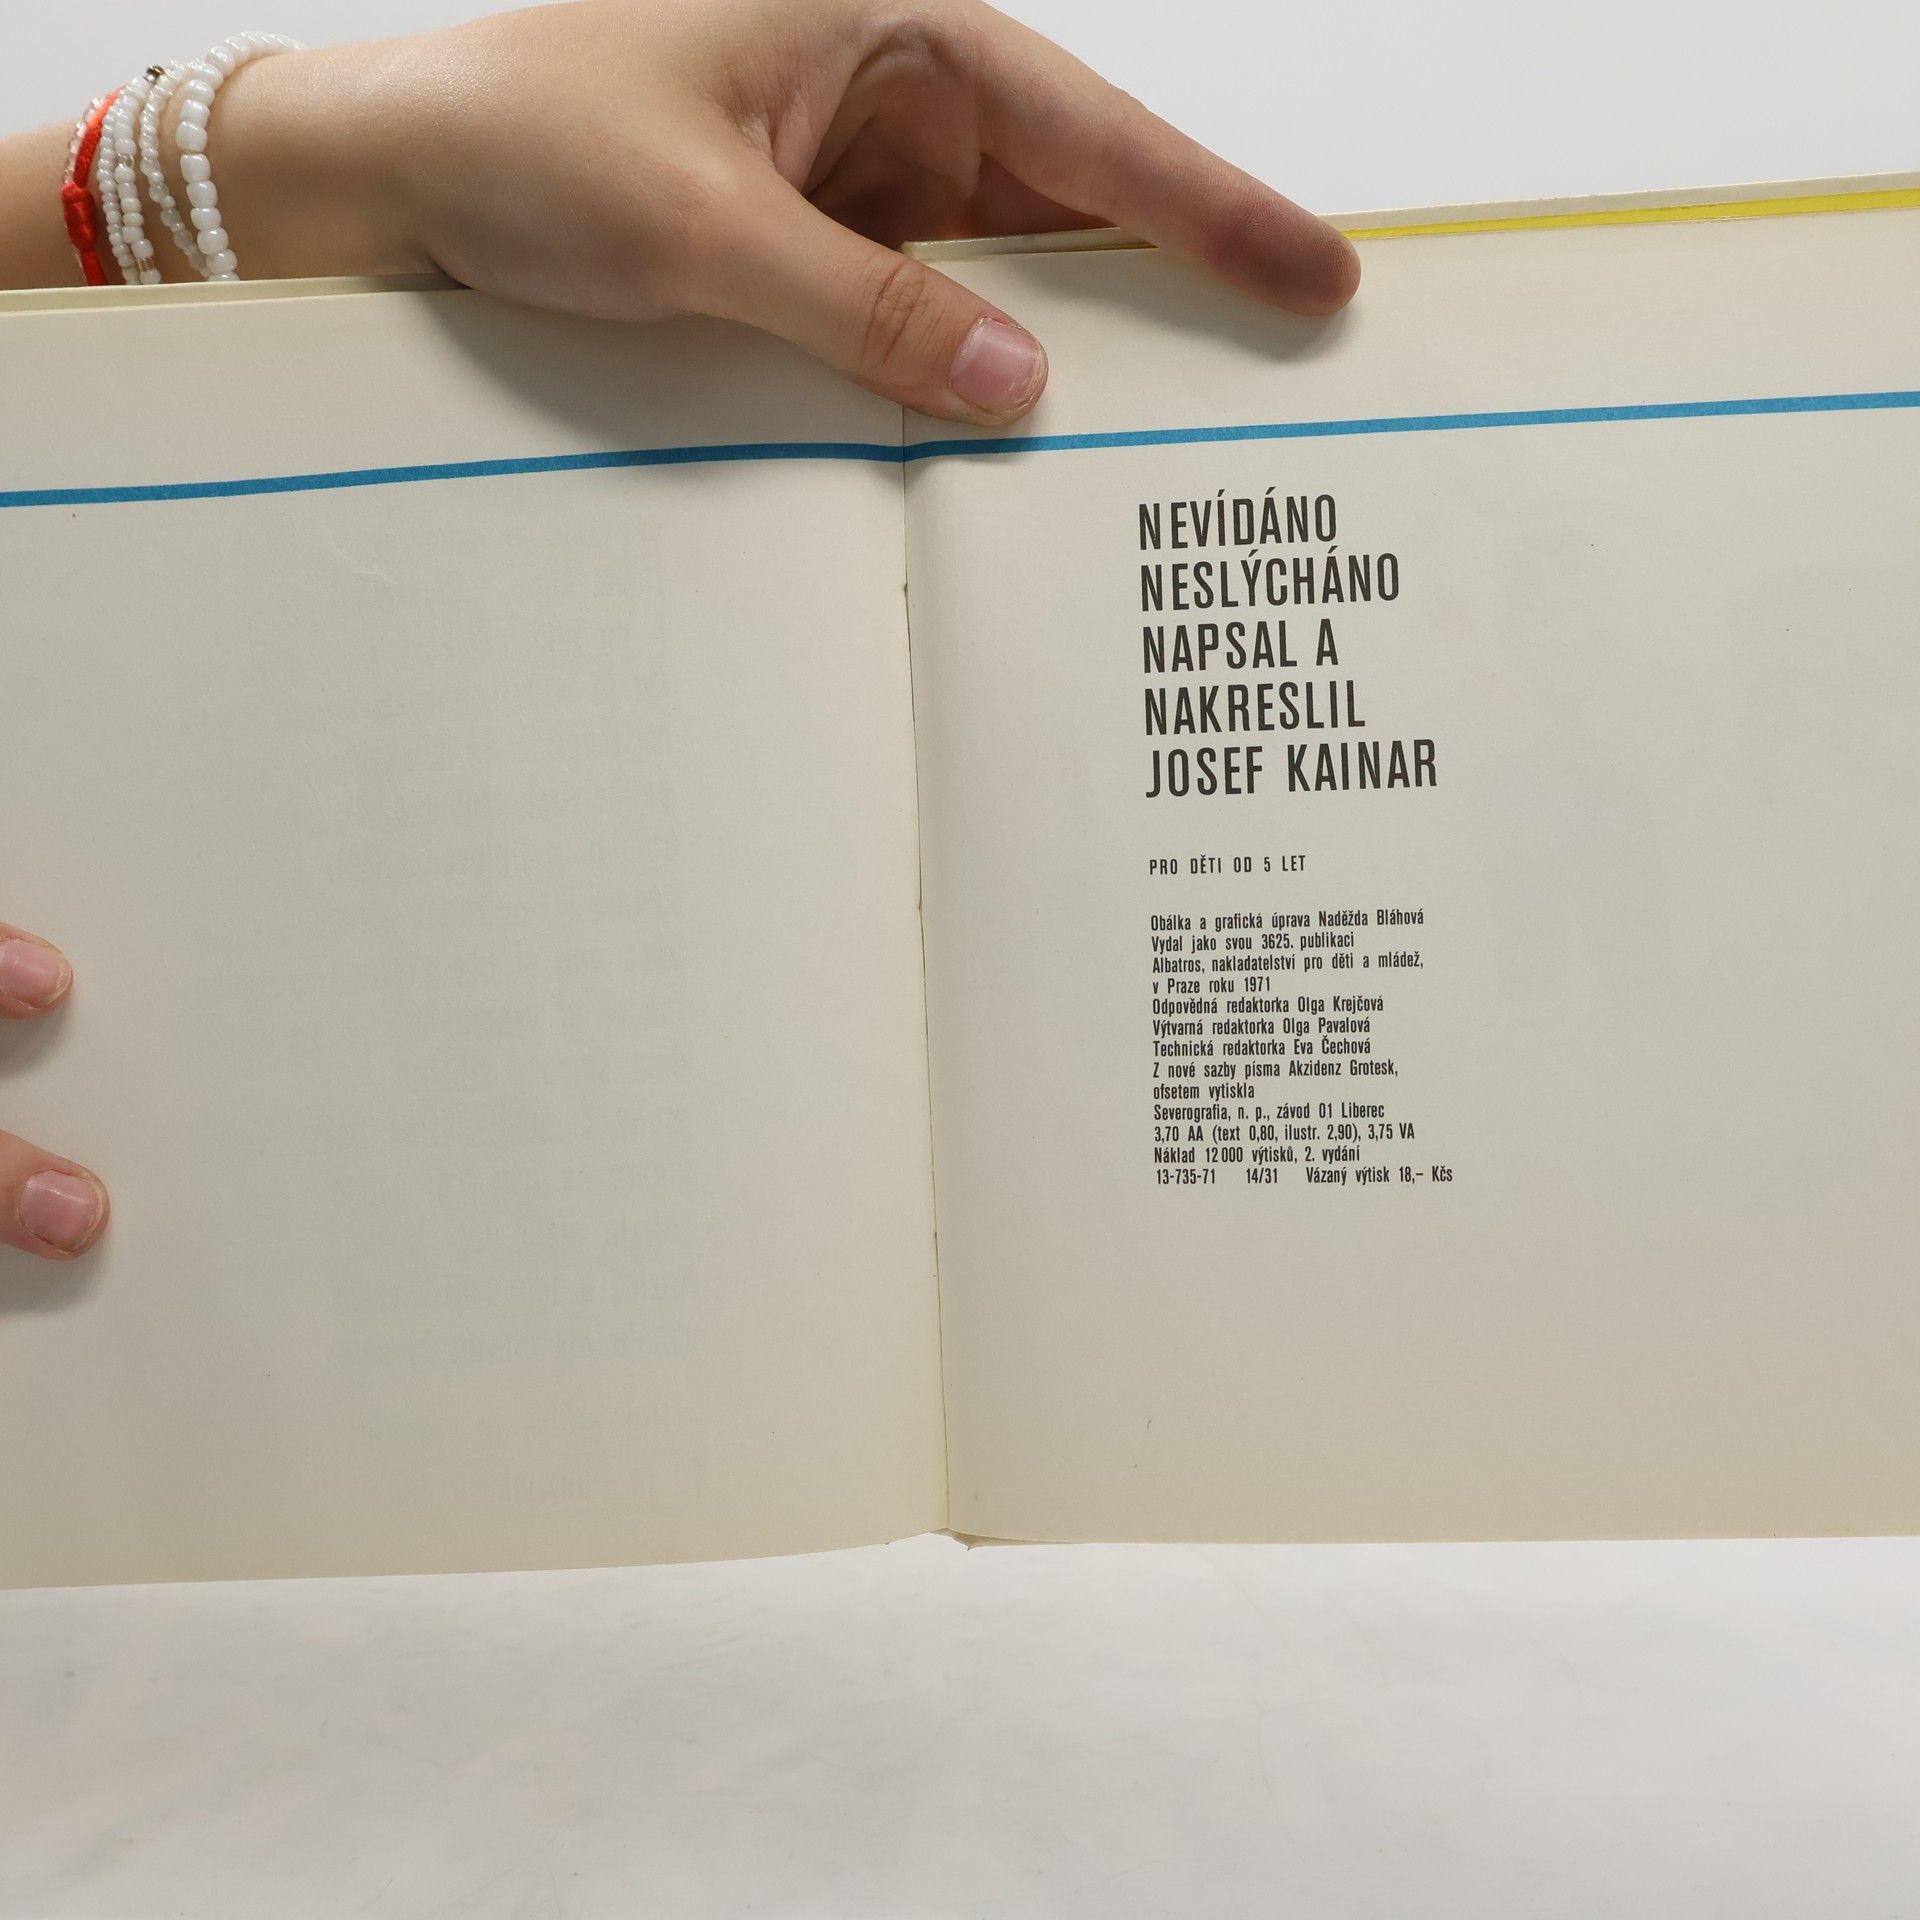 NEVÍDÁNO
NESLÝCHÁNO
NAPSAL A
NAKRESLIL
JOSEF KAINAR
PRO DĚTI OD 5 LET
Obálka a grafická úprava Naděžda Bláhová
Vydal jako svou 3625. publikaci
Albatros, nakladatelství pro děti a mládež,
v Praze roku 1971
Odpovědná redaktorka Olga Krejčová
Výtvarná redaktorka Olga Pavalová
Technická redaktorka Eva Čechová
Z nové sazby písma Akzidenz Grotesk,
ofsetem vytiskla
Severografia, n. p., závod 01 Liberec
3,70 AA (text 0,80, ilustr. 2,90), 3,75 VA
Náklad 12 000 výtisků, 2. vydání
13-735-71 14/31 Vázaný výtisk 18,– Kčs